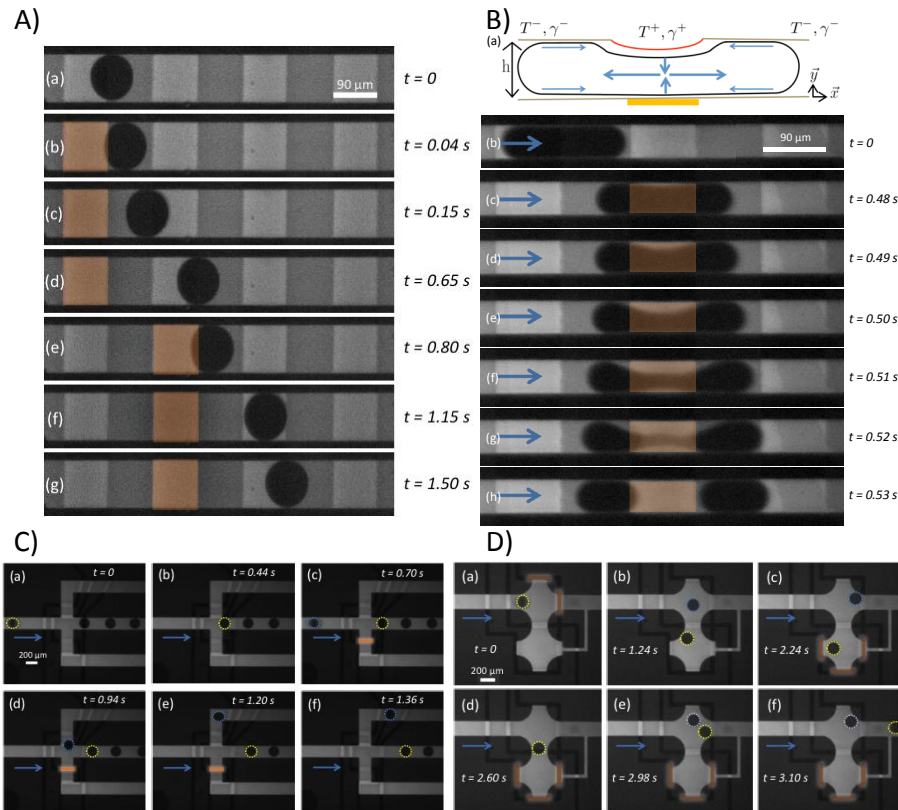 A)
(a) 90 µm t = 0
(b) t = 0.04 s
(c) t = 0.15 s
(d) t = 0.65 s
(e) t = 0.80 s
(f) t = 1.15 s
(g) t = 1.50 s
B)
T⁻, γ⁻ T⁺, γ⁺ T⁻, γ⁻
(a)
h
y⃗
x⃗
(b) 90 µm t = 0
(c) t = 0.48 s
(d) t = 0.49 s
(e) t = 0.50 s
(f) t = 0.51 s
(g) t = 0.52 s
(h) t = 0.53 s
C)
(a) t = 0 (b) t = 0.44 s (c) t = 0.70 s
200 µm
(d) t = 0.94 s (e) t = 1.20 s (f) t = 1.36 s
D)
(a) (b) (c)
t = 0 t = 1.24 s t = 2.24 s
200 µm
(d) (e) (f)
t = 2.60 s t = 2.98 s t = 3.10 s